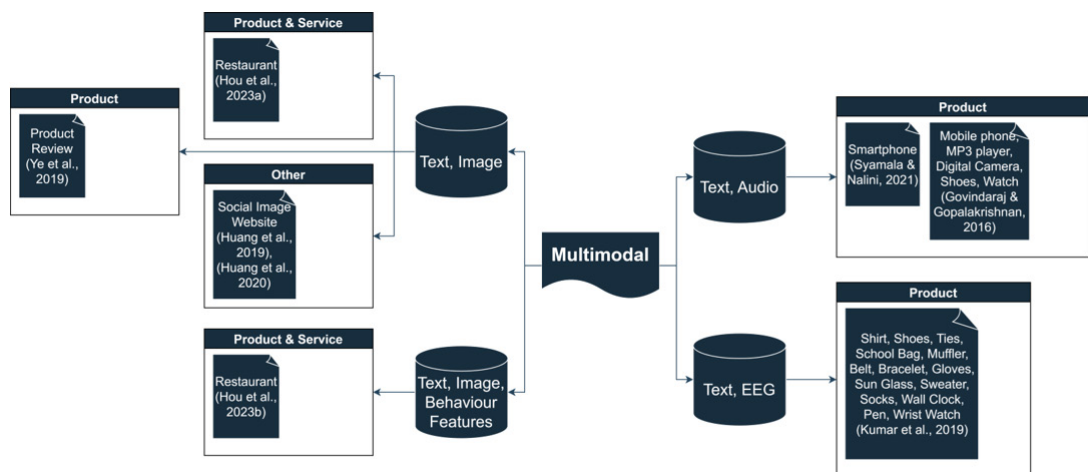 Product & Service
Restaurant
(Hou et al.,
2023a)
Product
Product
Review
(Ye et al.,
2019)
Text, Image
Other
Social Image
Website
(Huang et al.,
2019),
(Huang et al.,
2020)
Product & Service
Restaurant
(Hou et al.,
2023b)
Text, Image,
Behaviour
Features
Multimodal
Text, Audio
Product
Smartphone
(Syamala &
Nalini, 2021)
Mobile phone,
MP3 player,
Digital Camera,
Shoes, Watch
(Govindaraj &
Gopalakrishnan,
2016)
Text, EEG
Product
Shirt, Shoes, Ties,
School Bag, Muffler,
Belt, Bracelet, Gloves,
Sun Glass, Sweater,
Socks, Wall Clock,
Pen, Wrist Watch
(Kumar et al., 2019)